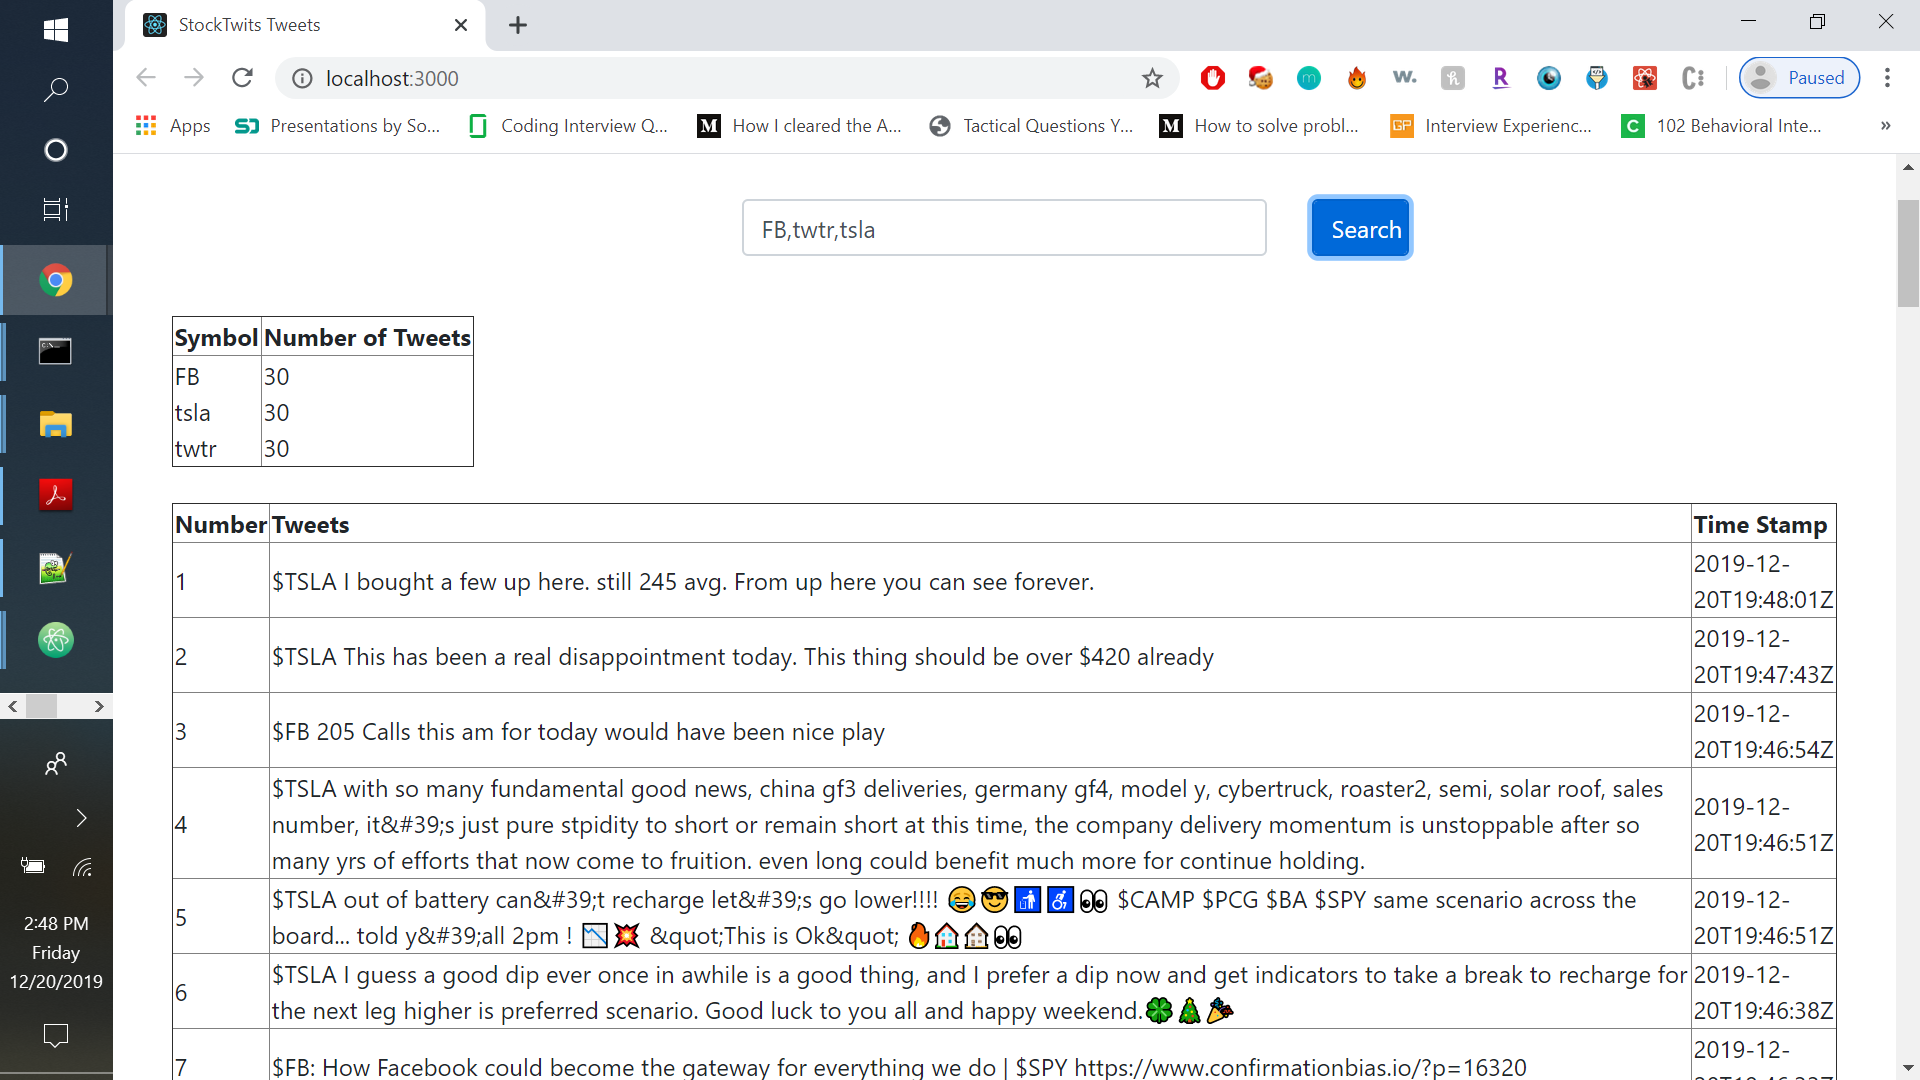 StockTwits Tweets
localhost:3000
Paused
Apps
Presentations by So...
Coding Interview Q...
How I cleared the A...
Tactical Questions Y...
How to solve probl...
Interview Experienc...
102 Behavioral Inte...
»
FB,twtr,tsla
Search
Symbol Number of Tweets
FB 30
tsla 30
twtr 30
Number Tweets Time Stamp
1 $TSLA I bought a few up here. still 245 avg. From up here you can see forever. 2019-12-
20T19:48:01Z
2 $TSLA This has been a real disappointment today. This thing should be over $420 already 2019-12-
20T19:47:43Z
3 $FB 205 Calls this am for today would have been nice play 2019-12-
20T19:46:54Z
4 $TSLA with so many fundamental good news, china gf3 deliveries, germany gf4, model y, cybertruck, roaster2, semi, solar roof, sales
number, it&#39;s just pure stpidity to short or remain short at this time, the company delivery momentum is unstoppable after so
many yrs of efforts that now come to fruition. even long could benefit much more for continue holding.
2019-12-
20T19:46:51Z
5 $TSLA out of battery can&#39;t recharge let&#39;s go lower!!!! 😂😎🚮♿👀 $CAMP $PCG $BA $SPY same scenario across the
board... told y&#39;all 2pm ! 📉💥 &quot;This is Ok&quot; 🔥🏠🏠👀
2019-12-
20T19:46:51Z
6 $TSLA I guess a good dip ever once in awhile is a good thing, and I prefer a dip now and get indicators to take a break to recharge for
the next leg higher is preferred scenario. Good luck to you all and happy weekend.🍀🎄🎉
2019-12-
20T19:46:38Z
7 $FB: How Facebook could become the gateway for everything we do | $SPY https://www.confirmationbias.io/?p=16320 2019-12-
2:48 PM
Friday
12/20/2019